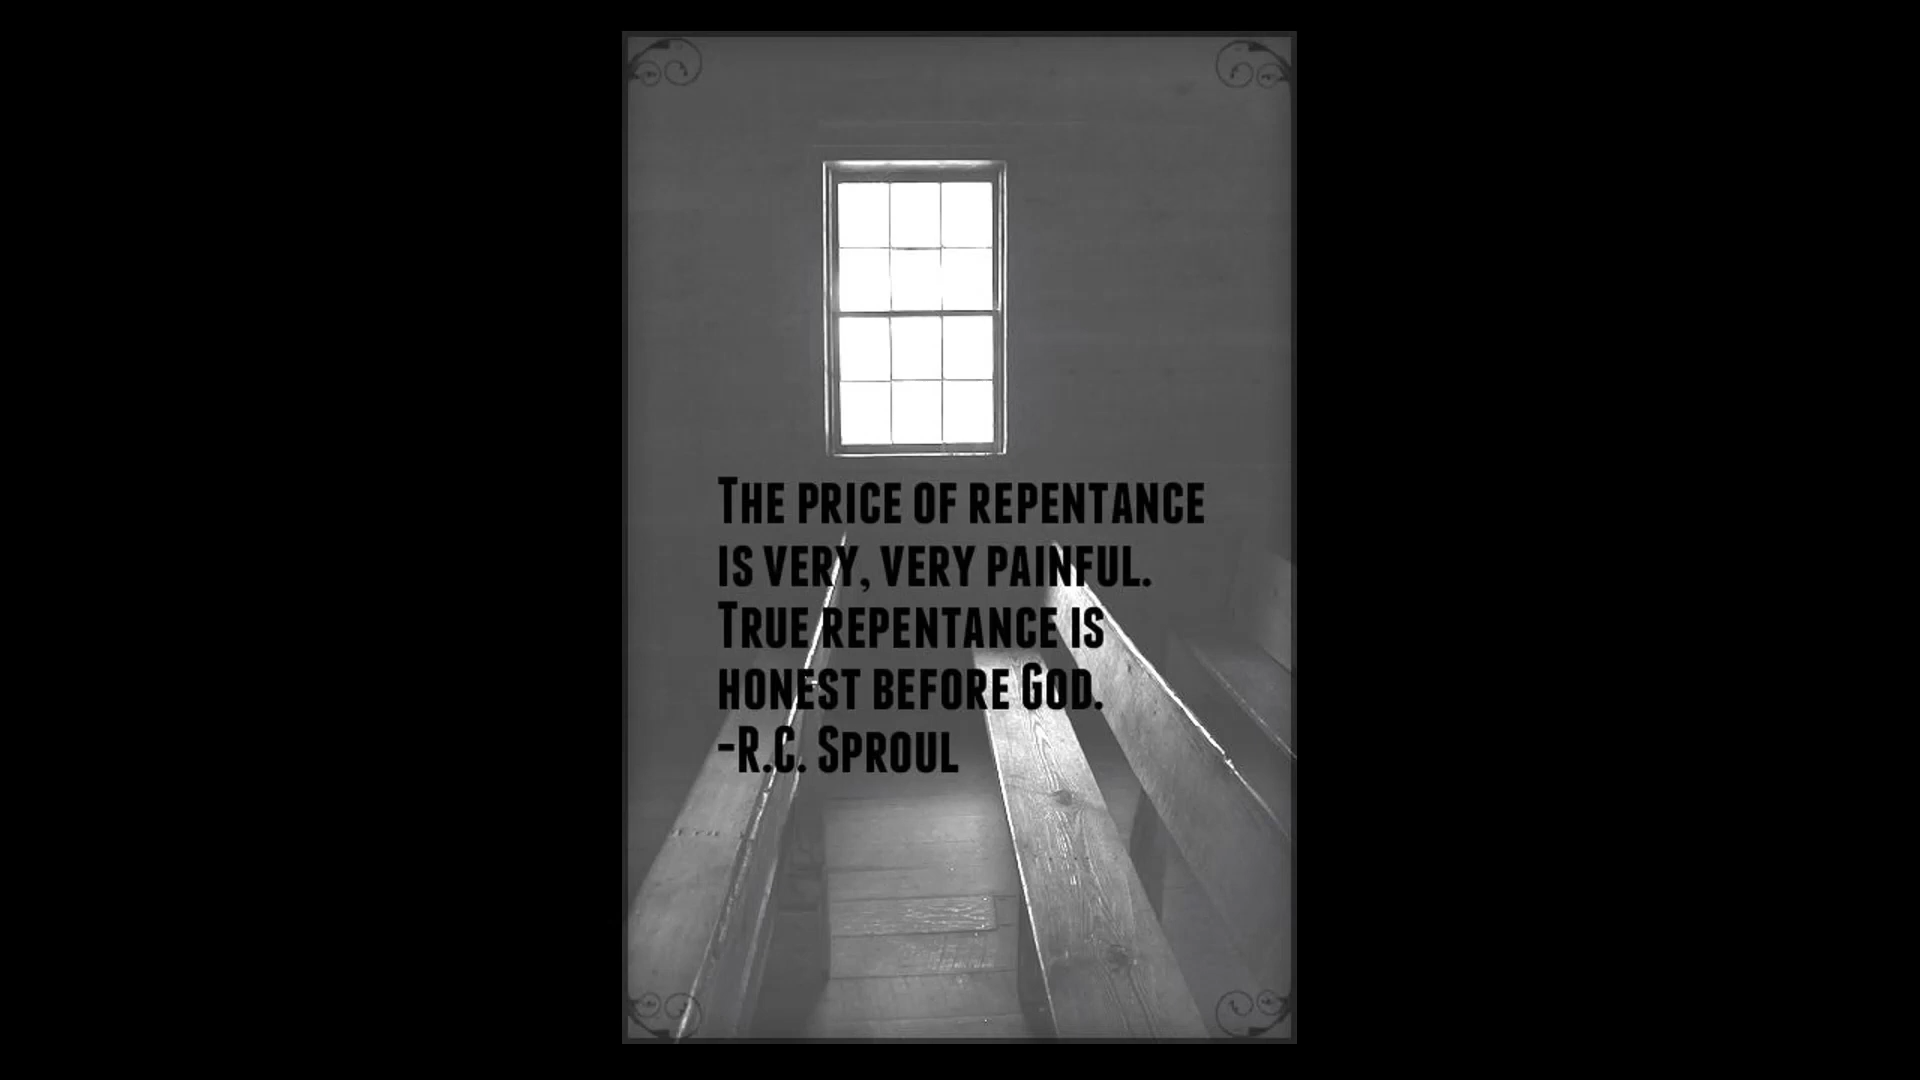 The price of repentance
is very, very painful.
True repentance is
honest before God.
-R.C. Sproul